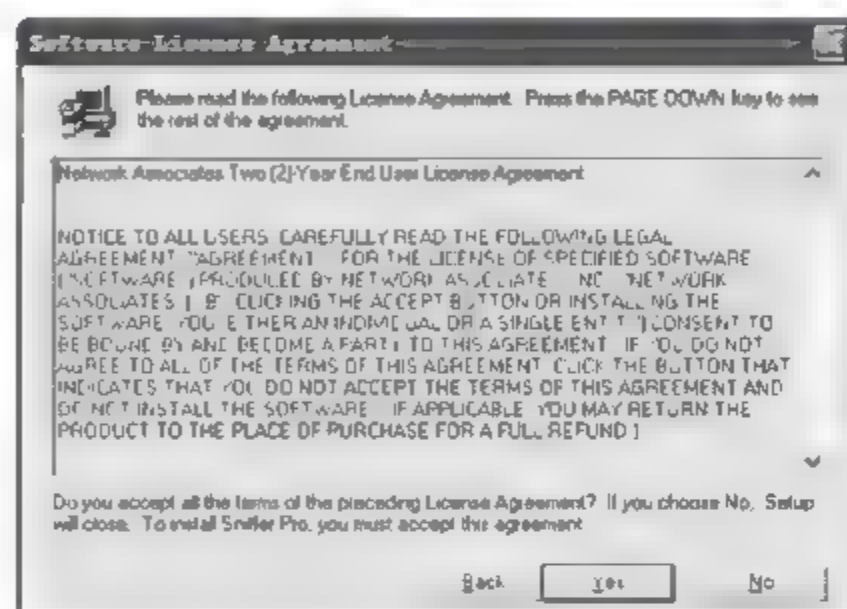 Software License Agreement
Please read the following License Agreement. Press the PAGE DOWN key to see
the rest of the agreement.
Network Associates Two (2)-Year End User License Agreement
NOTICE TO ALL USERS: CAREFULLY READ THE FOLLOWING LEGAL
AGREEMENT ("AGREEMENT") FOR THE LICENSE OF SPECIFIED SOFTWARE
("SOFTWARE") PRODUCED BY NETWORK ASSOCIATES, INC. ("NETWORK
ASSOCIATES"). BY CLICKING THE ACCEPT BUTTON OR INSTALLING THE
SOFTWARE, YOU (EITHER AN INDIVIDUAL OR A SINGLE ENTITY) CONSENT TO
BE BOUND BY AND BECOME A PARTY TO THIS AGREEMENT. IF YOU DO NOT
AGREE TO ALL OF THE TERMS OF THIS AGREEMENT, CLICK THE BUTTON THAT
INDICATES THAT YOU DO NOT ACCEPT THE TERMS OF THIS AGREEMENT AND
DO NOT INSTALL THE SOFTWARE. (IF APPLICABLE, YOU MAY RETURN THE
PRODUCT TO THE PLACE OF PURCHASE FOR A FULL REFUND.)
Do you accept all the terms of the preceding License Agreement? If you choose No, Setup
will close. To install Sniffer Pro, you must accept this agreement.
Back
Yes
No